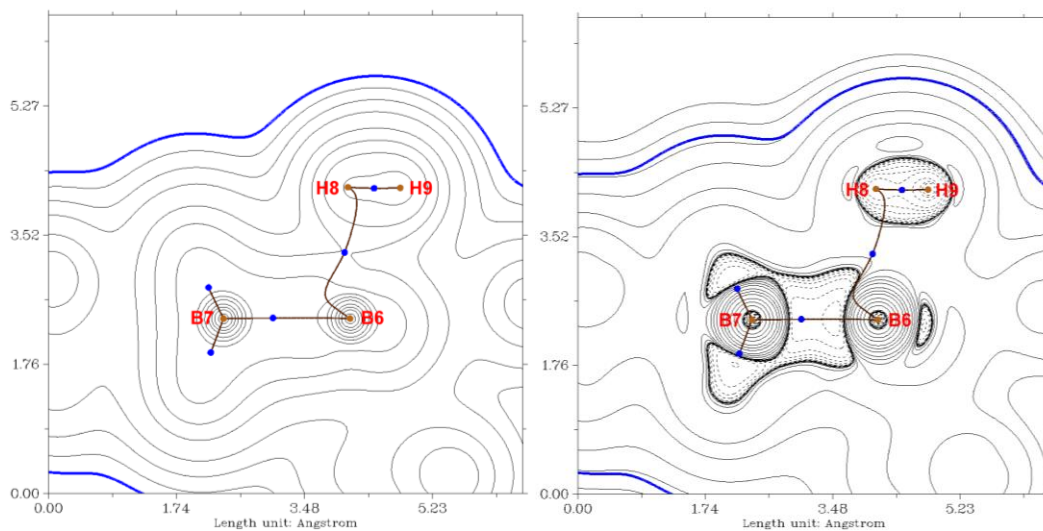 5.27
H8 H9
3.52
B7 B6
1.76
0.00
0.00 1.74 3.48 5.23
Length unit: Angstrom
5.27
H8 H9
3.52
B7 B6
1.76
0.00
0.00 1.74 3.48 5.23
Length unit: Angstrom